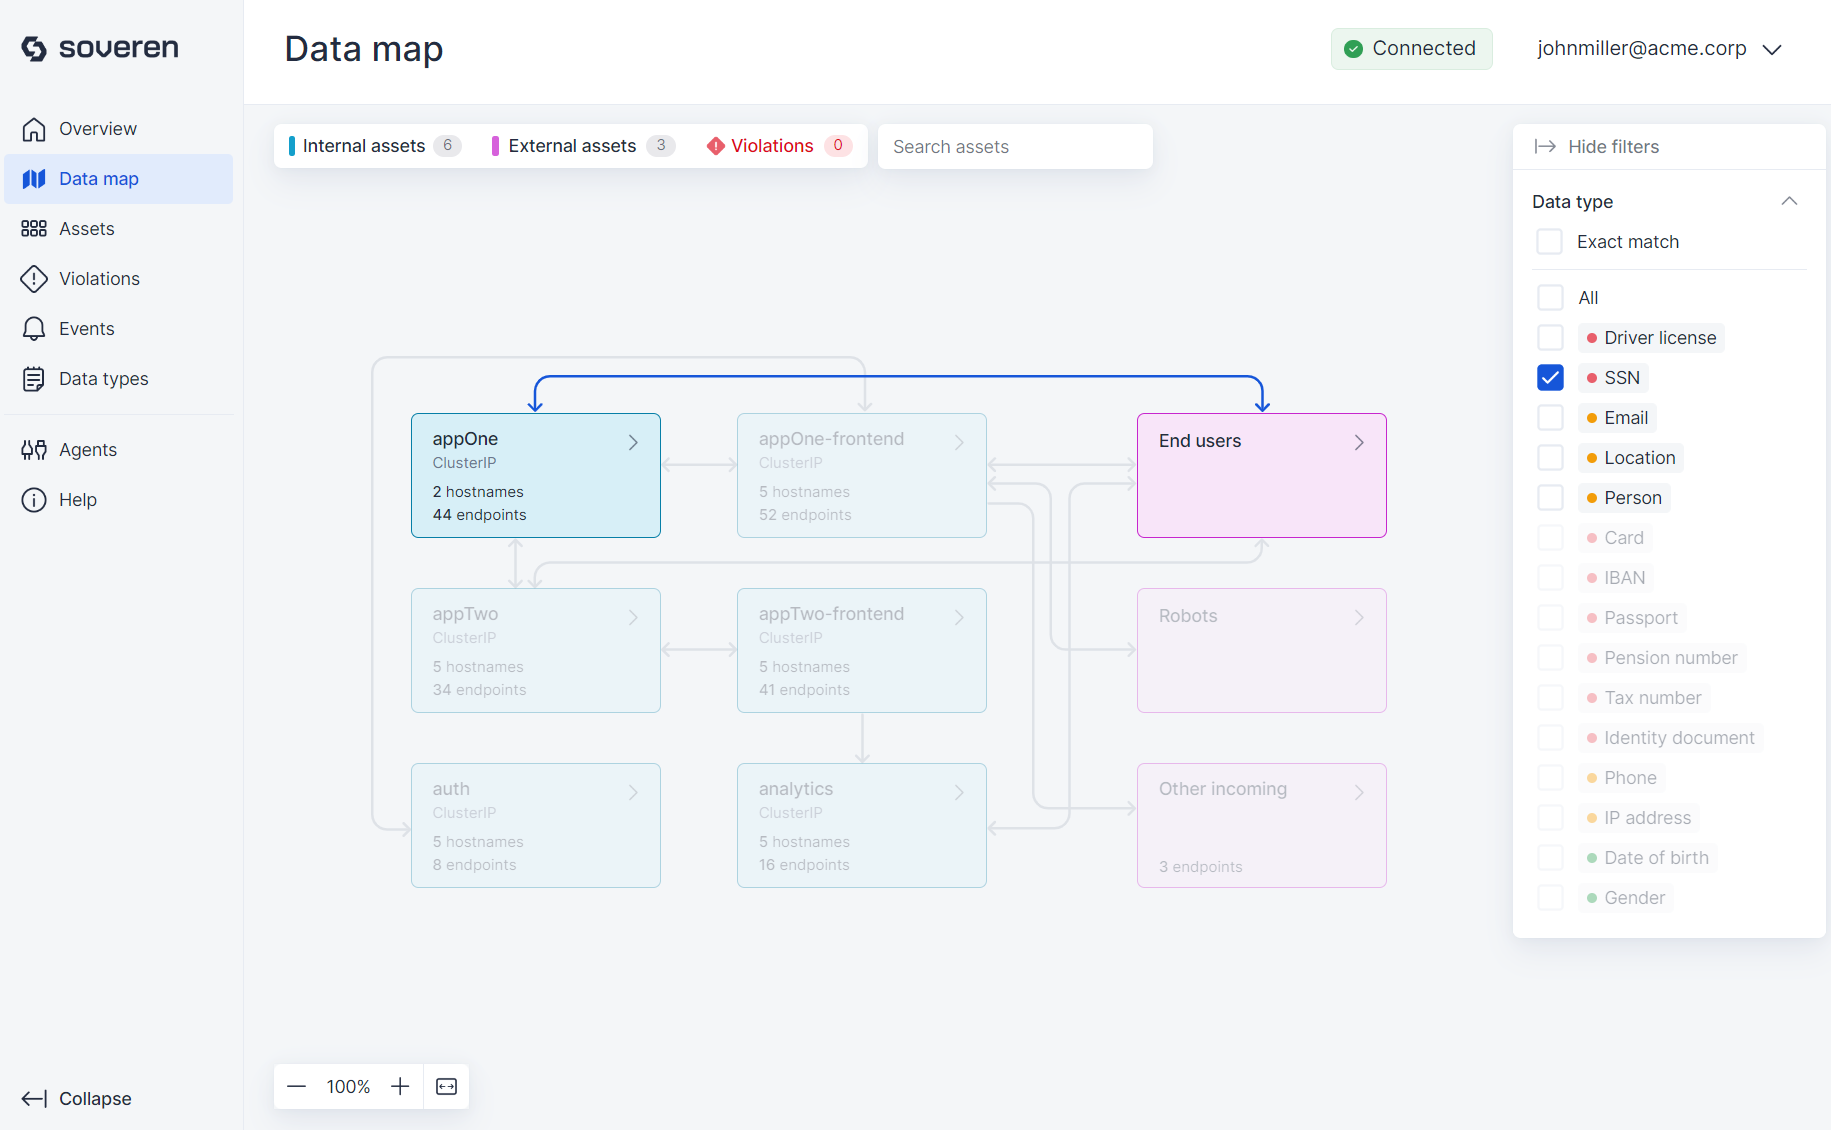 soveren
Overview
Data map
Assets
Violations
Events
Data types
Agents
Help
Collapse
Data map
Connected
johnmiller@acme.corp
Internal assets 6
External assets 3
Violations 0
Search assets
appOne
ClusterIP
2 hostnames
44 endpoints
appOne-frontend
ClusterIP
5 hostnames
52 endpoints
End users
appTwo
ClusterIP
5 hostnames
34 endpoints
appTwo-frontend
ClusterIP
5 hostnames
41 endpoints
Robots
auth
ClusterIP
5 hostnames
8 endpoints
analytics
ClusterIP
5 hostnames
16 endpoints
Other incoming
3 endpoints
100%
Hide filters
Data type
Exact match
All
Driver license
SSN
Email
Location
Person
Card
IBAN
Passport
Pension number
Tax number
Identity document
Phone
IP address
Date of birth
Gender